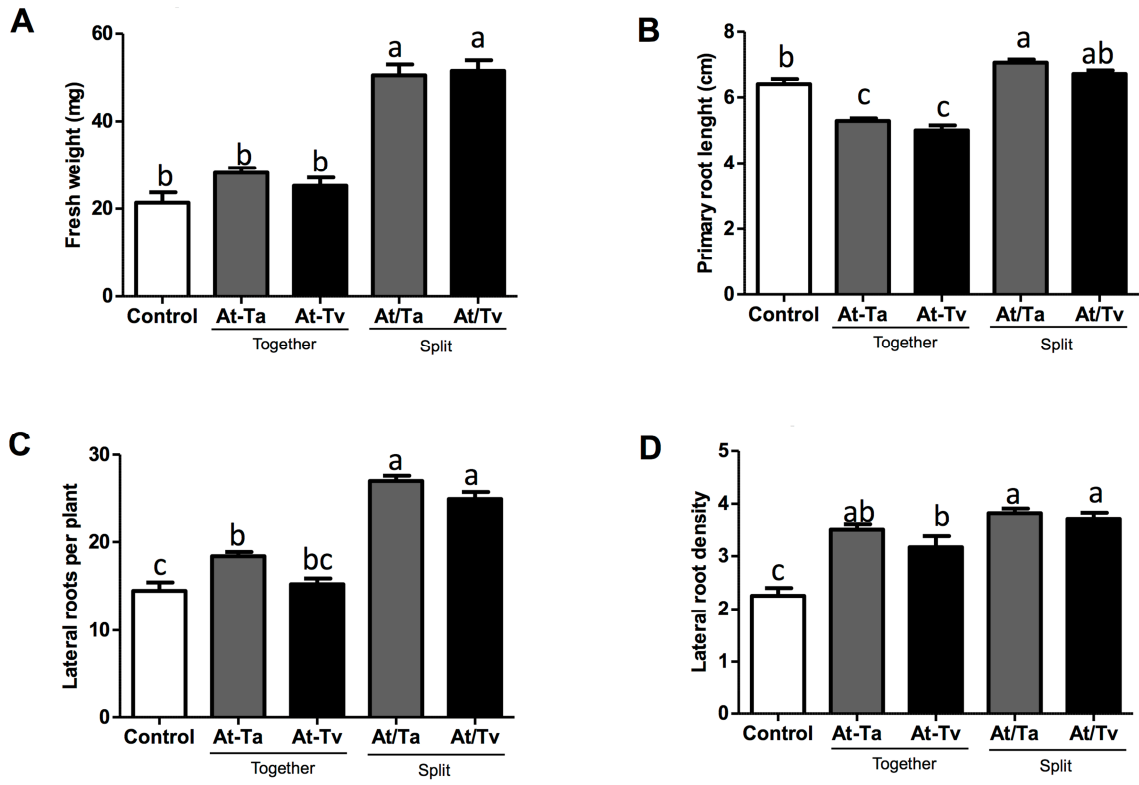 A
Fresh weight (mg)
60
40
20
0
b
b
b
a
a
Control
At-Ta
At-Tv
At/Ta
At/Tv
Together
Split
B
Primary root lenght (cm)
8
6
4
2
0
b
c
c
a
ab
Control
At-Ta
At-Tv
At/Ta
At/Tv
Together
Split
C
Lateral roots per plant
30
20
10
0
c
b
bc
a
a
Control
At-Ta
At-Tv
At/Ta
At/Tv
Together
Split
D
Lateral root density
5
4
3
2
1
0
c
ab
b
a
a
Control
At-Ta
At-Tv
At/Ta
At/Tv
Together
Split